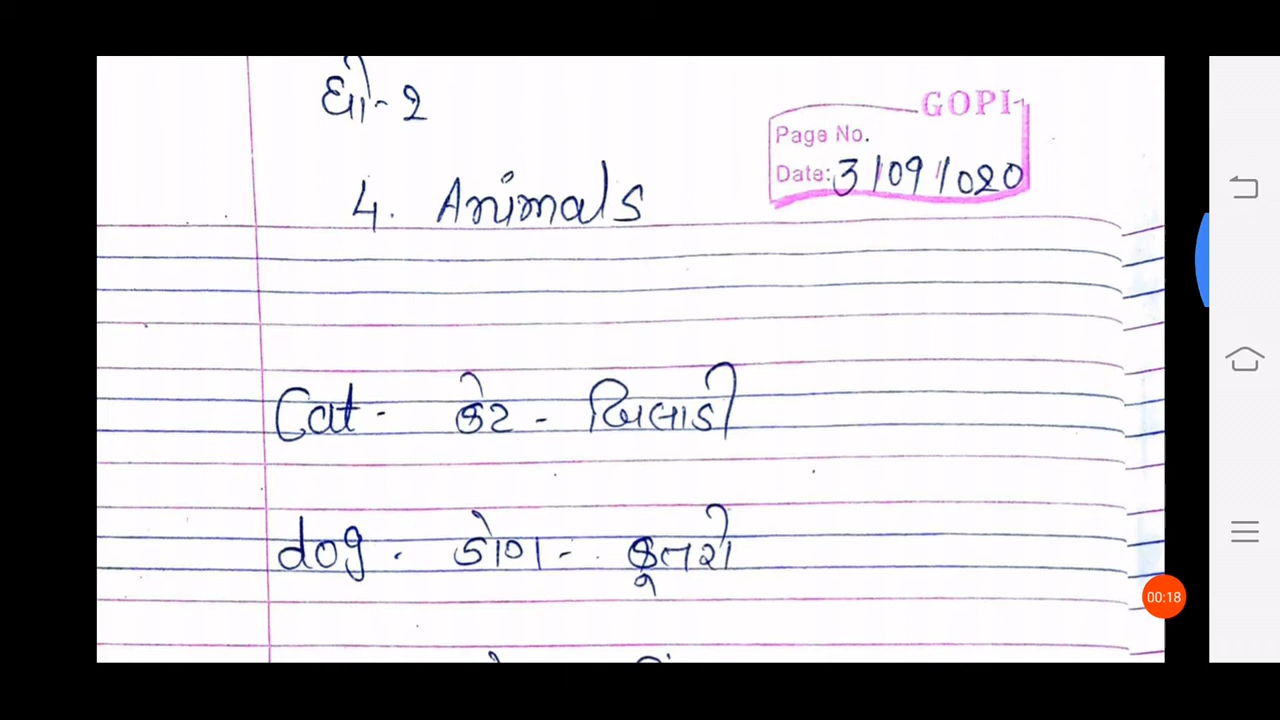 ધો-૨
GOPI
Page No.
Date: 3/09/020
4. Animals
Cat - કેટ - બિલાડી
dog - ડોગ - કૂતરો
00:18